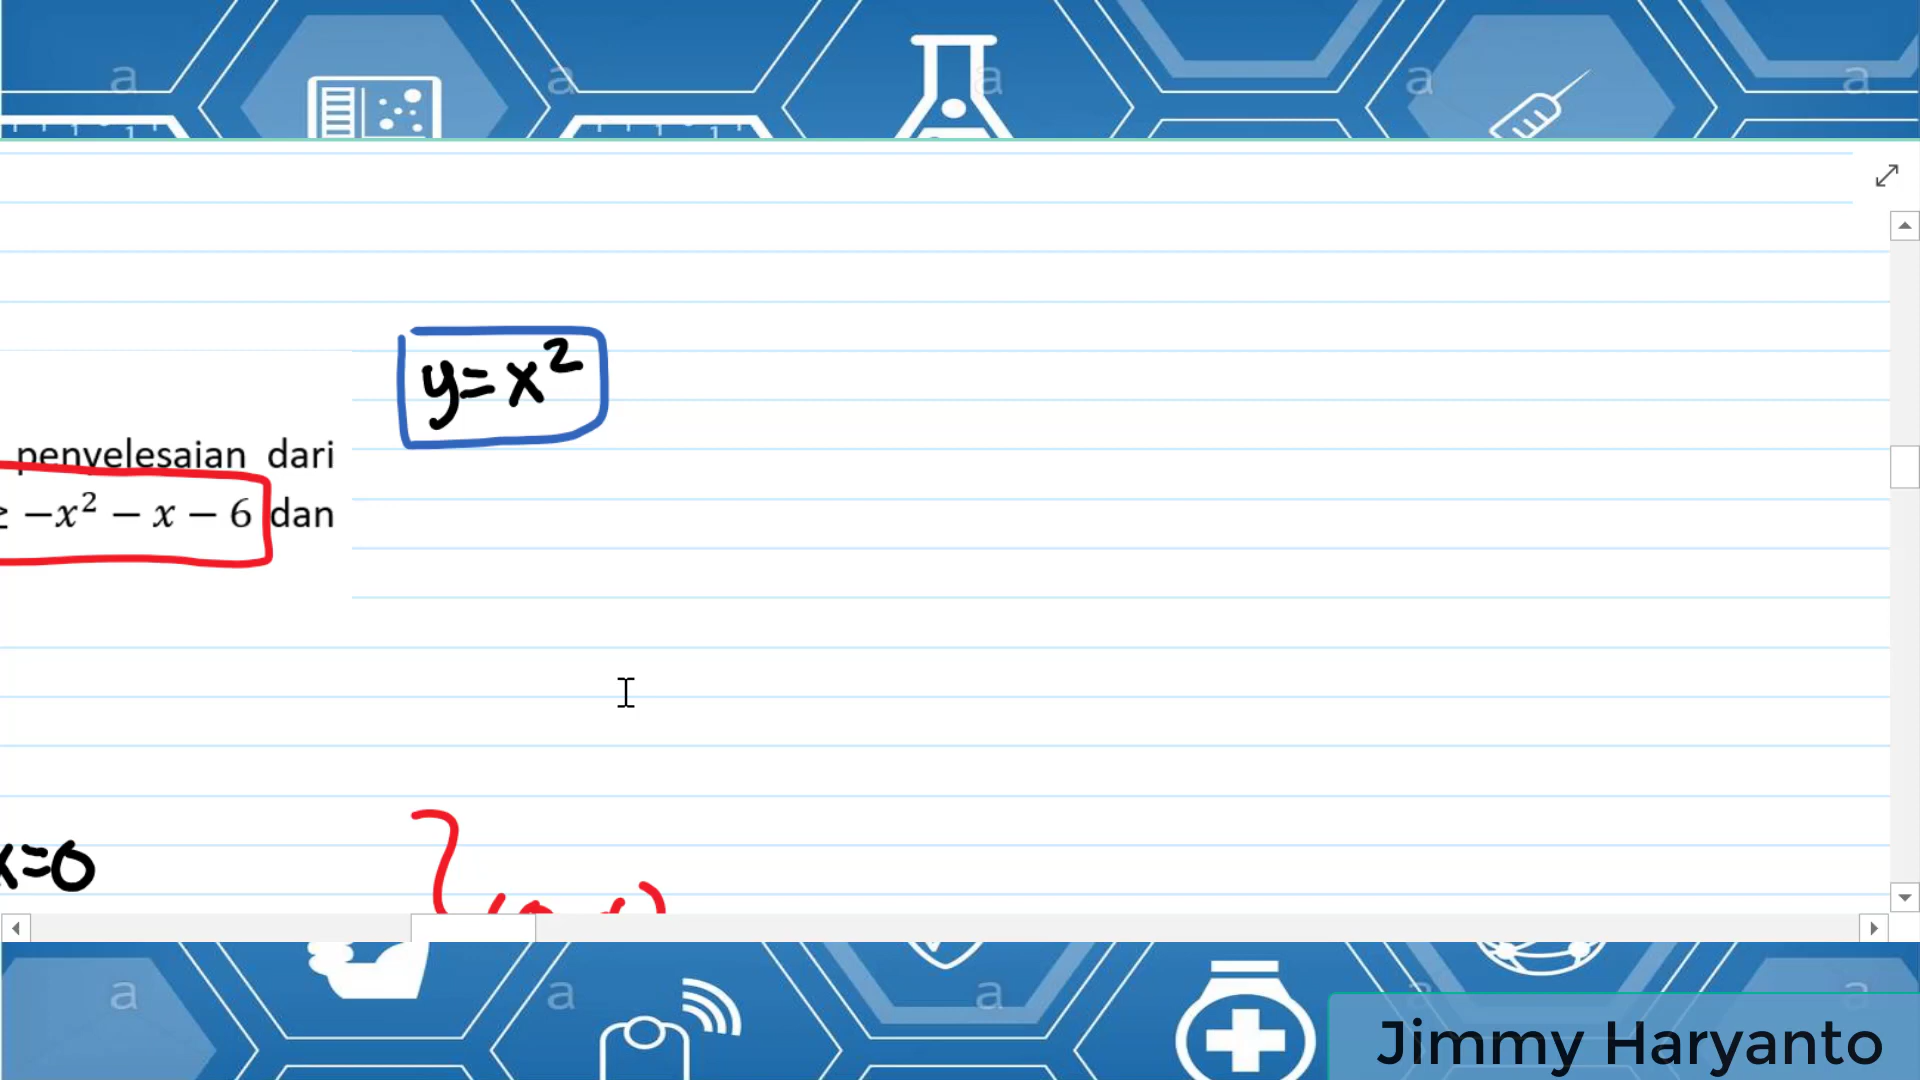 y=x²
penyelesaian dari
≥ −x² − x − 6 dan
x=0
Jimmy Haryanto